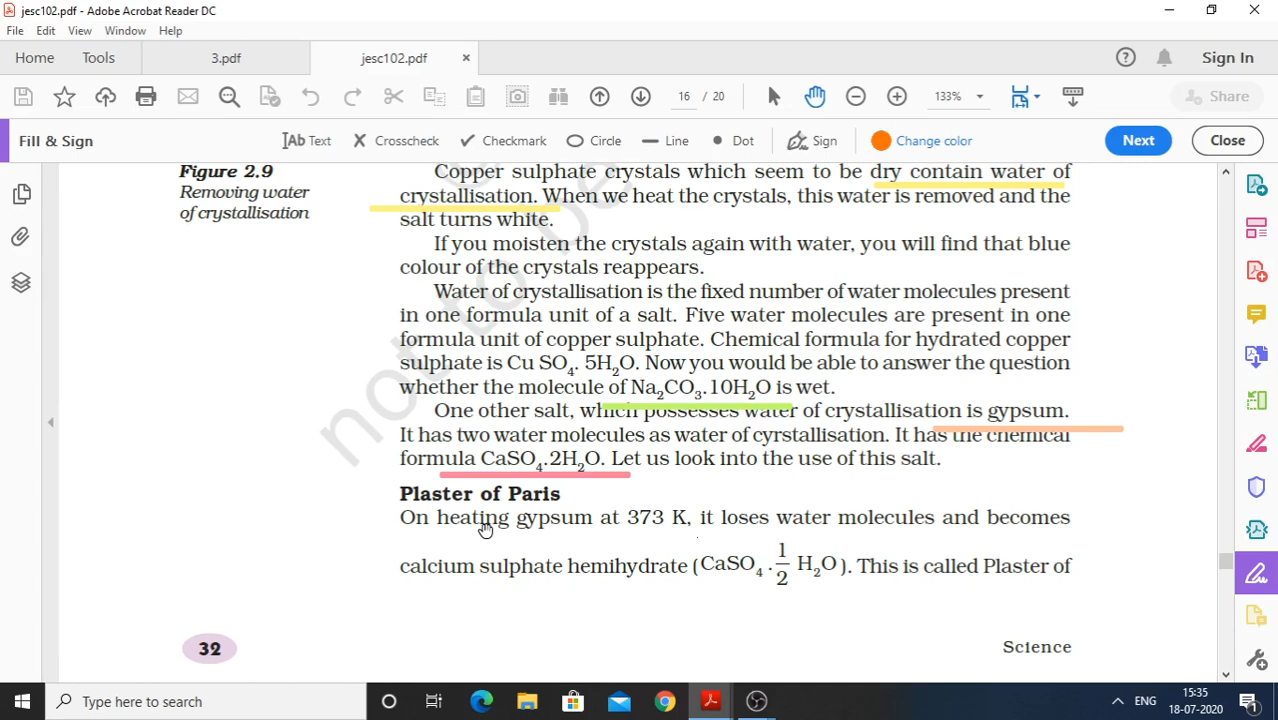 jesc102.pdf - Adobe Acrobat Reader DC
File Edit View Window Help
Home Tools 3.pdf jesc102.pdf × Sign In
16 / 20 133% Share
Fill & Sign Ab Text Crosscheck Checkmark Circle Line Dot Sign Change color Next Close
Figure 2.9
Removing water
of crystallisation
Copper sulphate crystals which seem to be dry contain water of
crystallisation. When we heat the crystals, this water is removed and the
salt turns white.
If you moisten the crystals again with water, you will find that blue
colour of the crystals reappears.
Water of crystallisation is the fixed number of water molecules present
in one formula unit of a salt. Five water molecules are present in one
formula unit of copper sulphate. Chemical formula for hydrated copper
sulphate is Cu SO₄. 5H₂O. Now you would be able to answer the question
whether the molecule of Na₂CO₃.10H₂O is wet.
One other salt, which possesses water of crystallisation is gypsum.
It has two water molecules as water of cyrstallisation. It has the chemical
formula CaSO₄.2H₂O. Let us look into the use of this salt.
Plaster of Paris
On heating gypsum at 373 K, it loses water molecules and becomes
calcium sulphate hemihydrate (CaSO₄ . 1/2 H₂O). This is called Plaster of
not to be
32
Science
Type here to search
ENG
15:35
18-07-2020
1